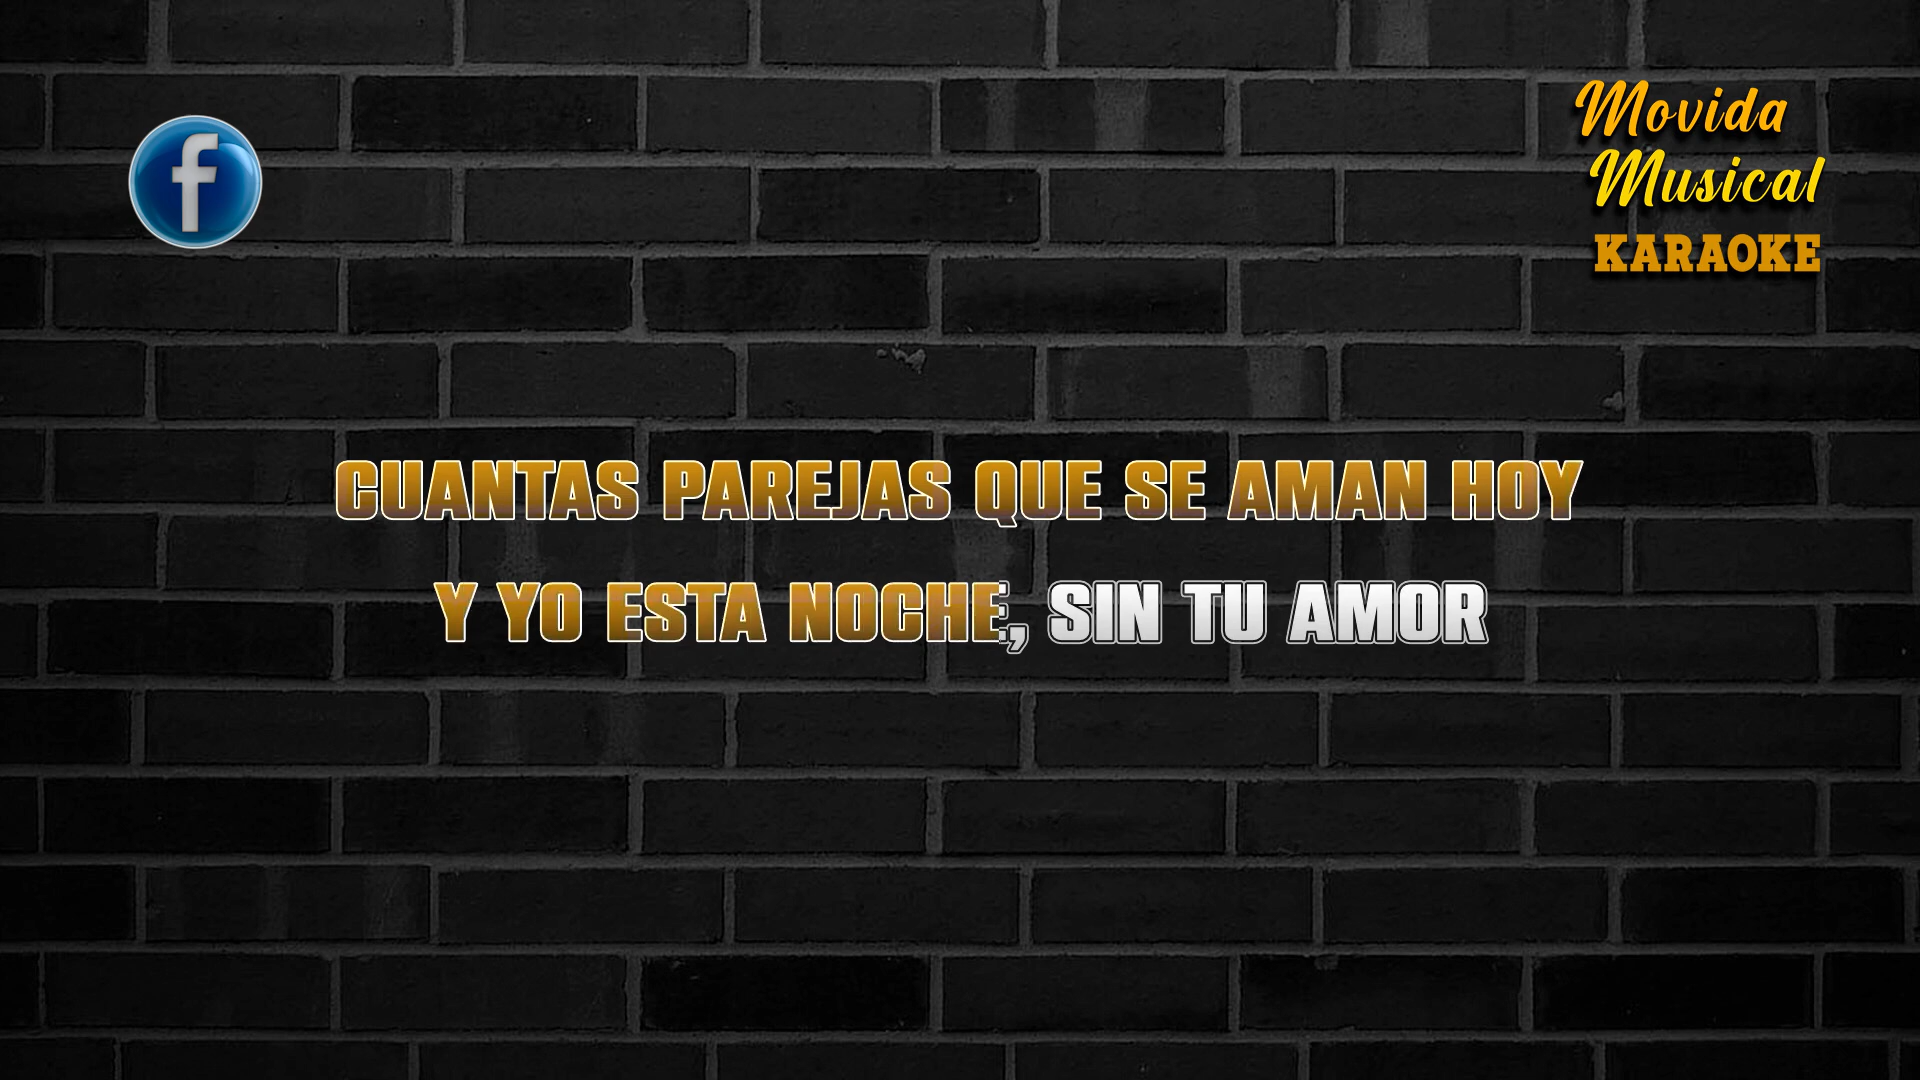 f
Movida
Musical
KARAOKE
CUANTAS PAREJAS QUE SE AMAN HOY
Y YO ESTA NOCHE, SIN TU AMOR